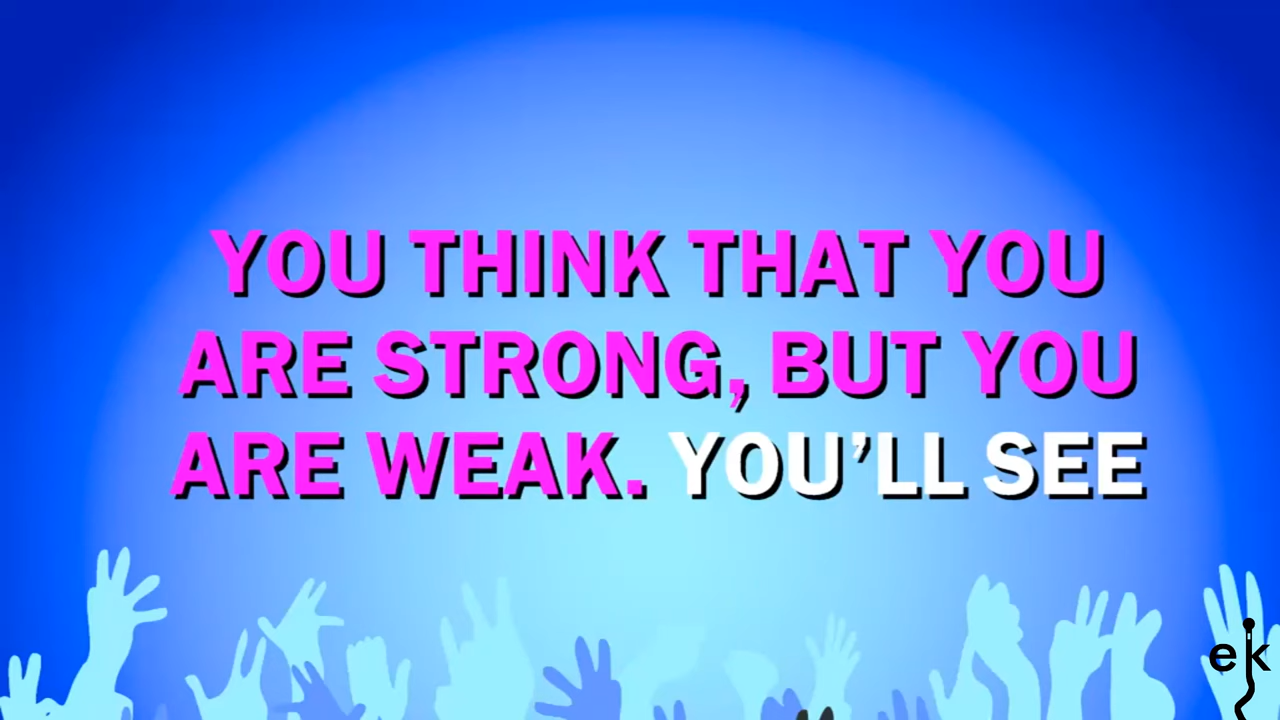 YOU THINK THAT YOU
ARE STRONG, BUT YOU
ARE WEAK. YOU’LL SEE
ek